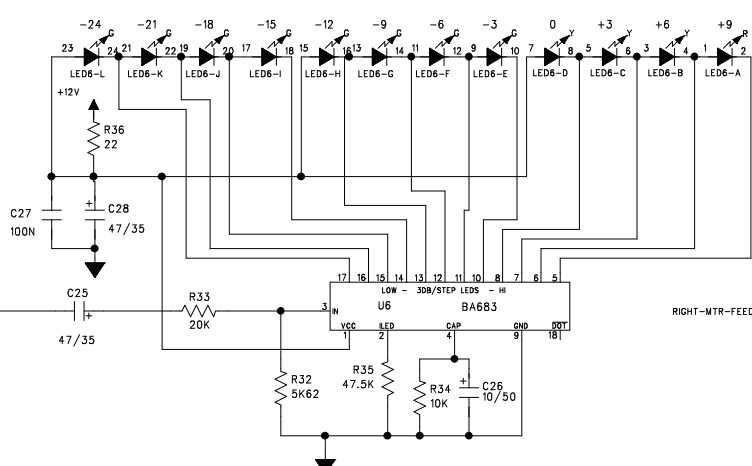 -24 -21 -18 -15 -12 -9 -6 -3 0 +3 +6 +9
G G G G G G G G Y Y Y R
23 24 21 22 19 20 17 18 15 16 13 14 11 12 9 10 7 8 5 6 3 4 1 2
LED6-L LED6-K LED6-J LED6-I LED6-H LED6-G LED6-F LED6-E LED6-D LED6-C LED6-B LED6-A
+12V
R36
22
C27
100N
+ C28
47/35
17 16 15 14 13 12 11 10 8 7 6 5
LOW - 3DB/STEP LEDS - HI
C25
+
47/35
R33
20K
3 IN
U6 BA683
RIGHT-MTR-FEED
VCC ILED CAP GND DOT
1 2 4 9 18
R32
5K62
R35
47.5K
R34
10K
+ C26
10/50